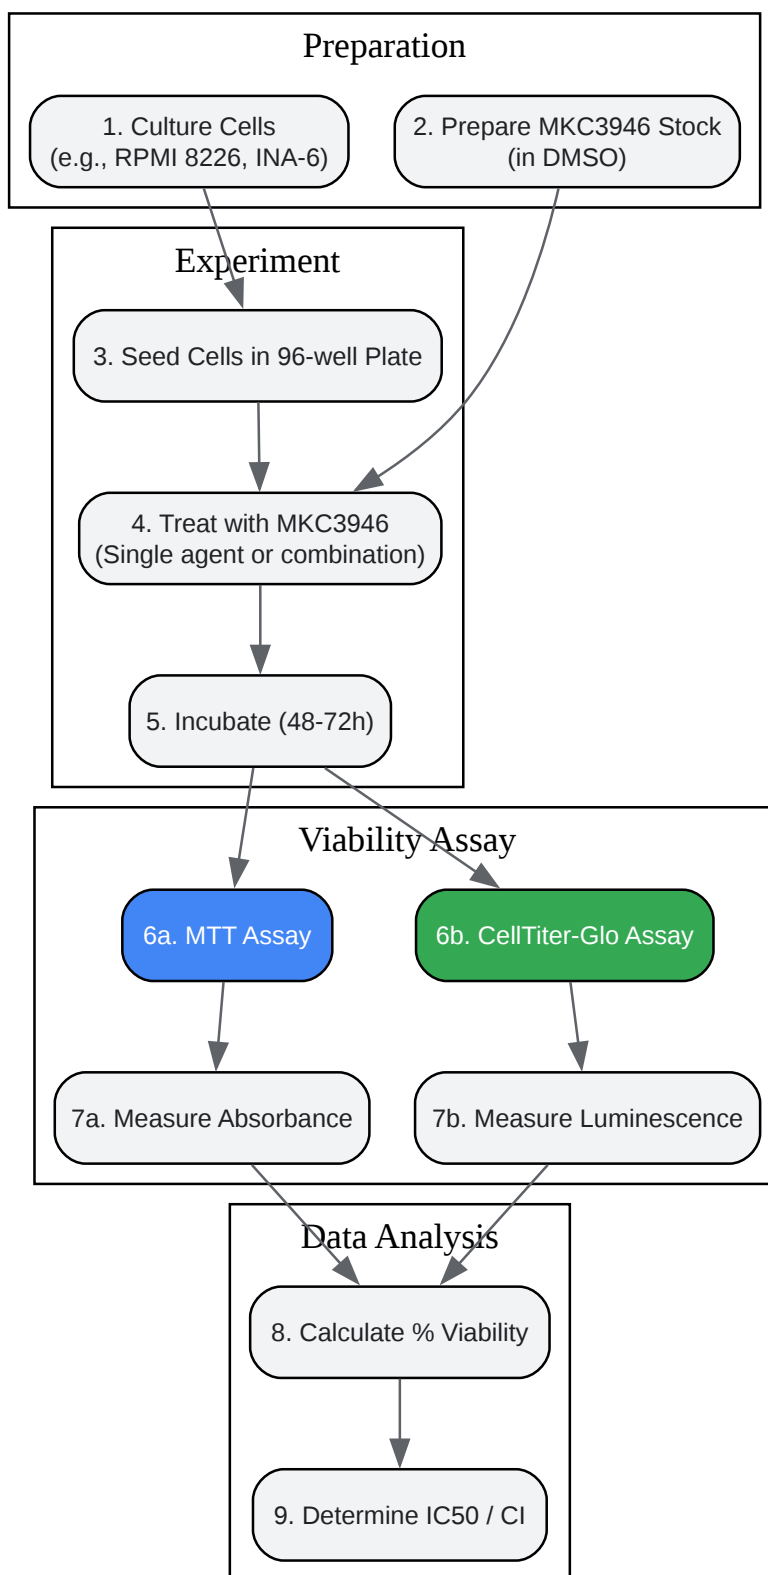 Preparation
1. Culture Cells
(e.g., RPMI 8226, INA-6)
2. Prepare MKC3946 Stock
(in DMSO)
Experiment
3. Seed Cells in 96-well Plate
4. Treat with MKC3946
(Single agent or combination)
5. Incubate (48-72h)
Viability Assay
6a. MTT Assay
6b. CellTiter-Glo Assay
7a. Measure Absorbance
7b. Measure Luminescence
Data Analysis
8. Calculate % Viability
9. Determine IC50 / CI